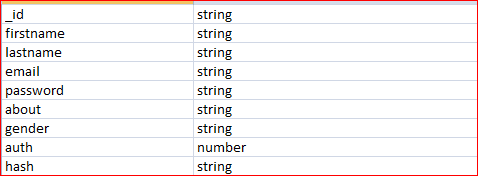 _id string
firstname string
lastname string
email string
password string
about string
gender string
auth number
hash string